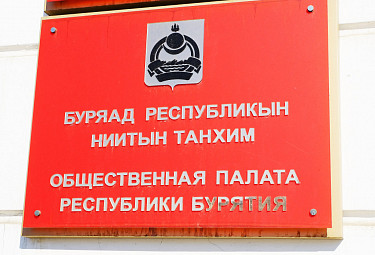 БУРЯАД РЕСПУБЛИКЫН
НИИТЫН ТАНХИМ
ОБЩЕСТВЕННАЯ ПАЛАТА
РЕСПУБЛИКИ БУРЯТИЯ